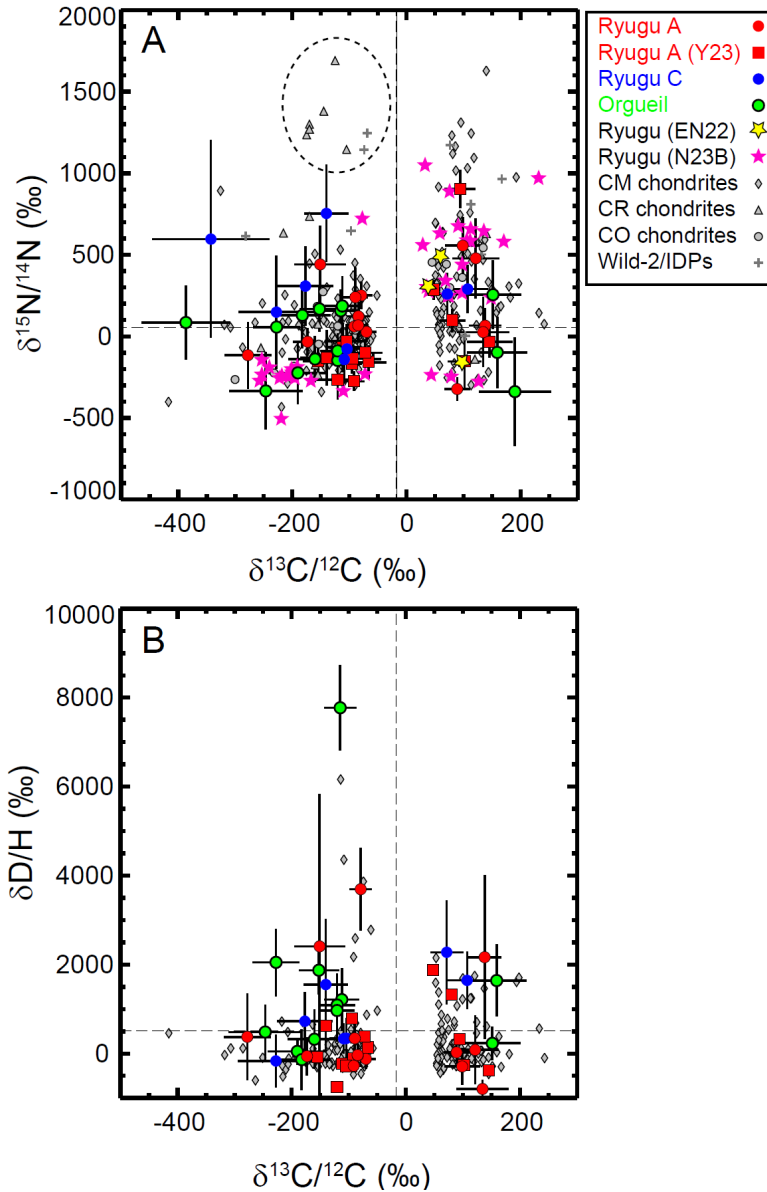 A
2000
1500
1000
500
0
-500
-1000
δ¹⁵N/¹⁴N (‰)
-400 -200 0 200
δ¹³C/¹²C (‰)
Ryugu A
Ryugu A (Y23)
Ryugu C
Orgueil
Ryugu (EN22)
Ryugu (N23B)
CM chondrites
CR chondrites
CO chondrites
Wild-2/IDPs
B
10000
8000
6000
4000
2000
0
δD/H (‰)
-400 -200 0 200
δ¹³C/¹²C (‰)